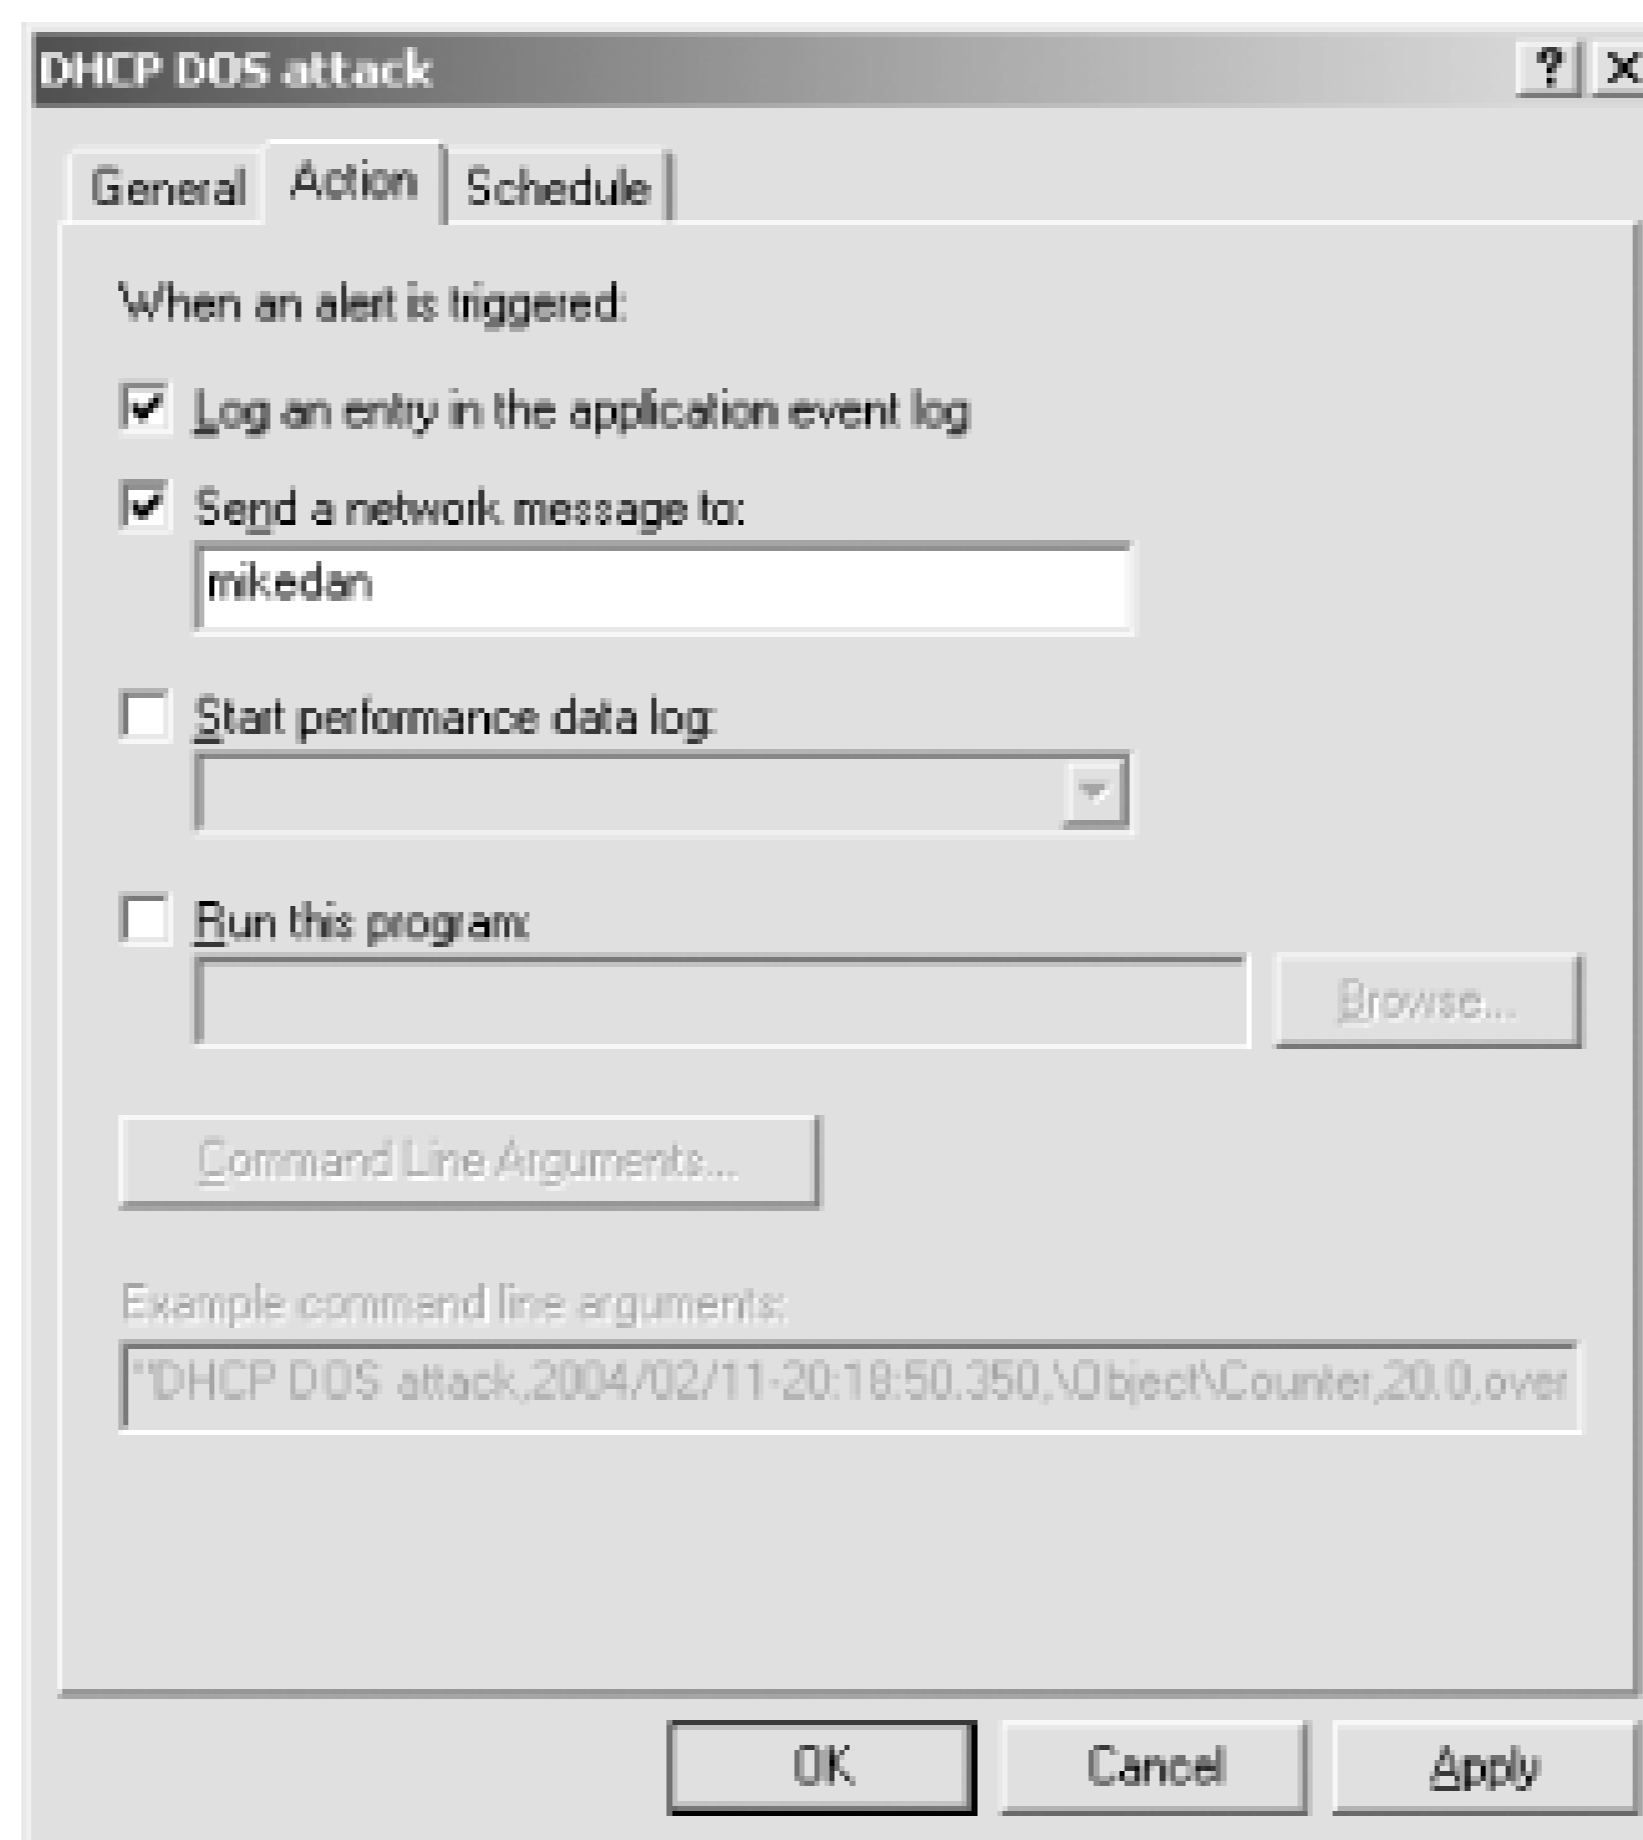 DHCP DOS attack
General Action Schedule
When an alert is triggered:
Log an entry in the application event log
Send a network message to:
mikedan
Start performance data log:
Run this program:
Browse...
Command Line Arguments...
Example command line arguments:
"DHCP DOS attack,2004/02/11-20:18:50.350,\Object\Counter,20.0,over
OK Cancel Apply